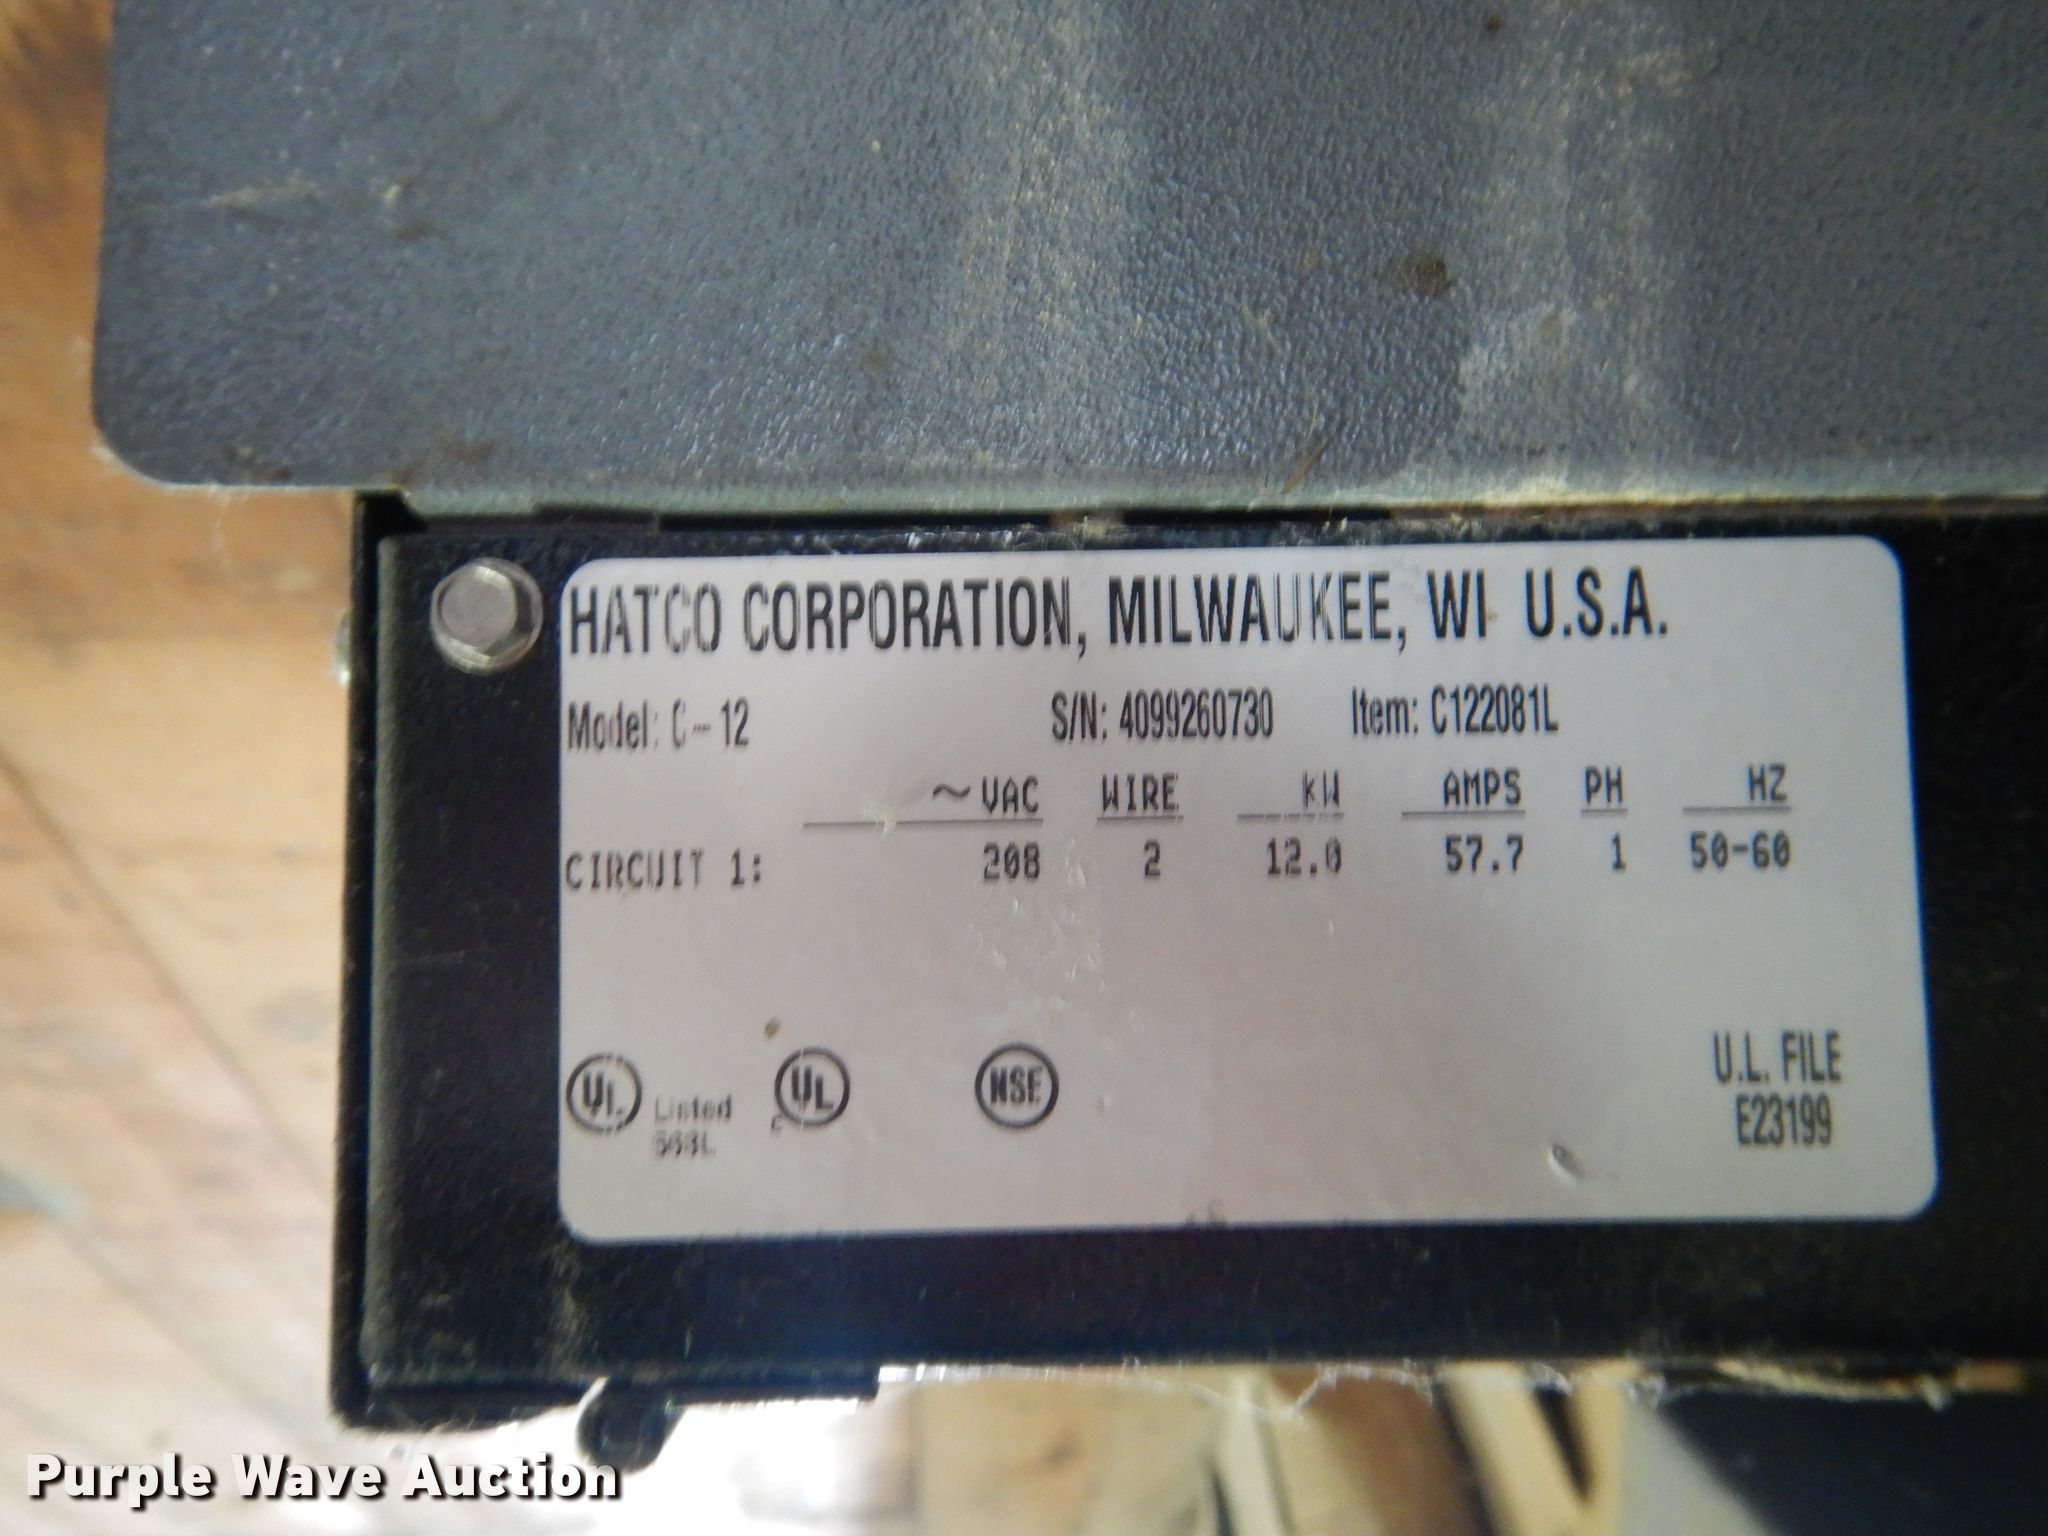 HATCO CORPORATION, MILWAUKEE, WI U.S.A.
Model: C-12 S/N: 4099260730 Item: C122081L
~VAC WIRE KW AMPS PH HZ
CIRCUIT 1: 208 2 12.0 57.7 1 50-60
UL Listed
568L
c UL
NSF
U.L. FILE
E23199
Purple Wave Auction